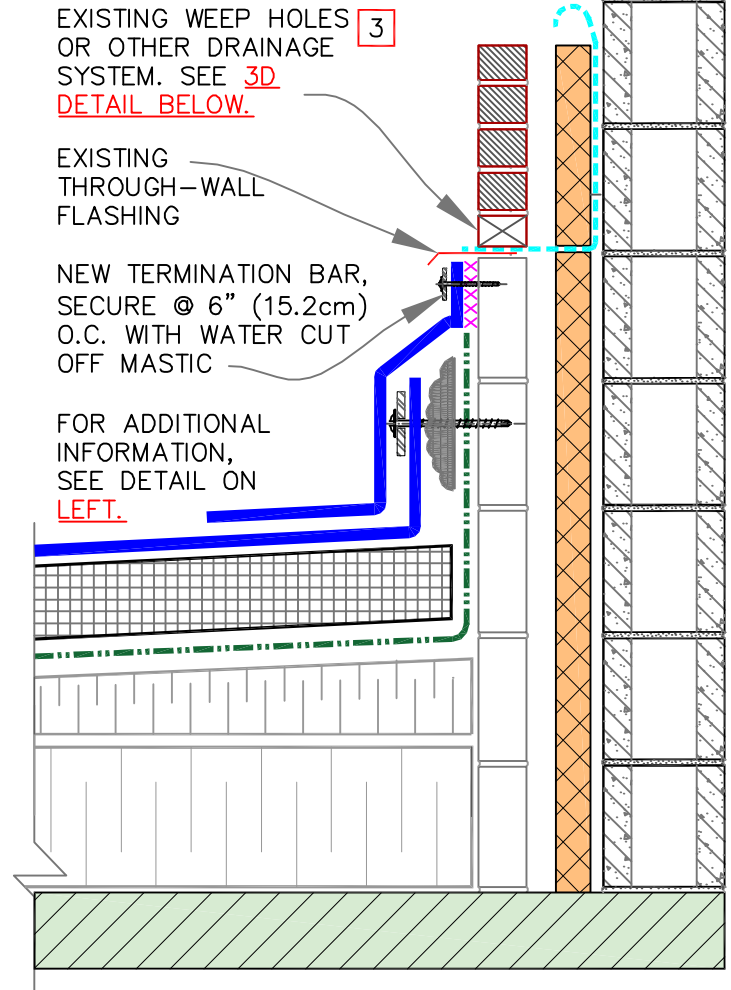 EXISTING WEEP HOLES 3
OR OTHER DRAINAGE
SYSTEM. SEE 3D
DETAIL BELOW.
EXISTING
THROUGH-WALL
FLASHING
NEW TERMINATION BAR,
SECURE @ 6" (15.2cm)
O.C. WITH WATER CUT
OFF MASTIC
FOR ADDITIONAL
INFORMATION,
SEE DETAIL ON
LEFT.